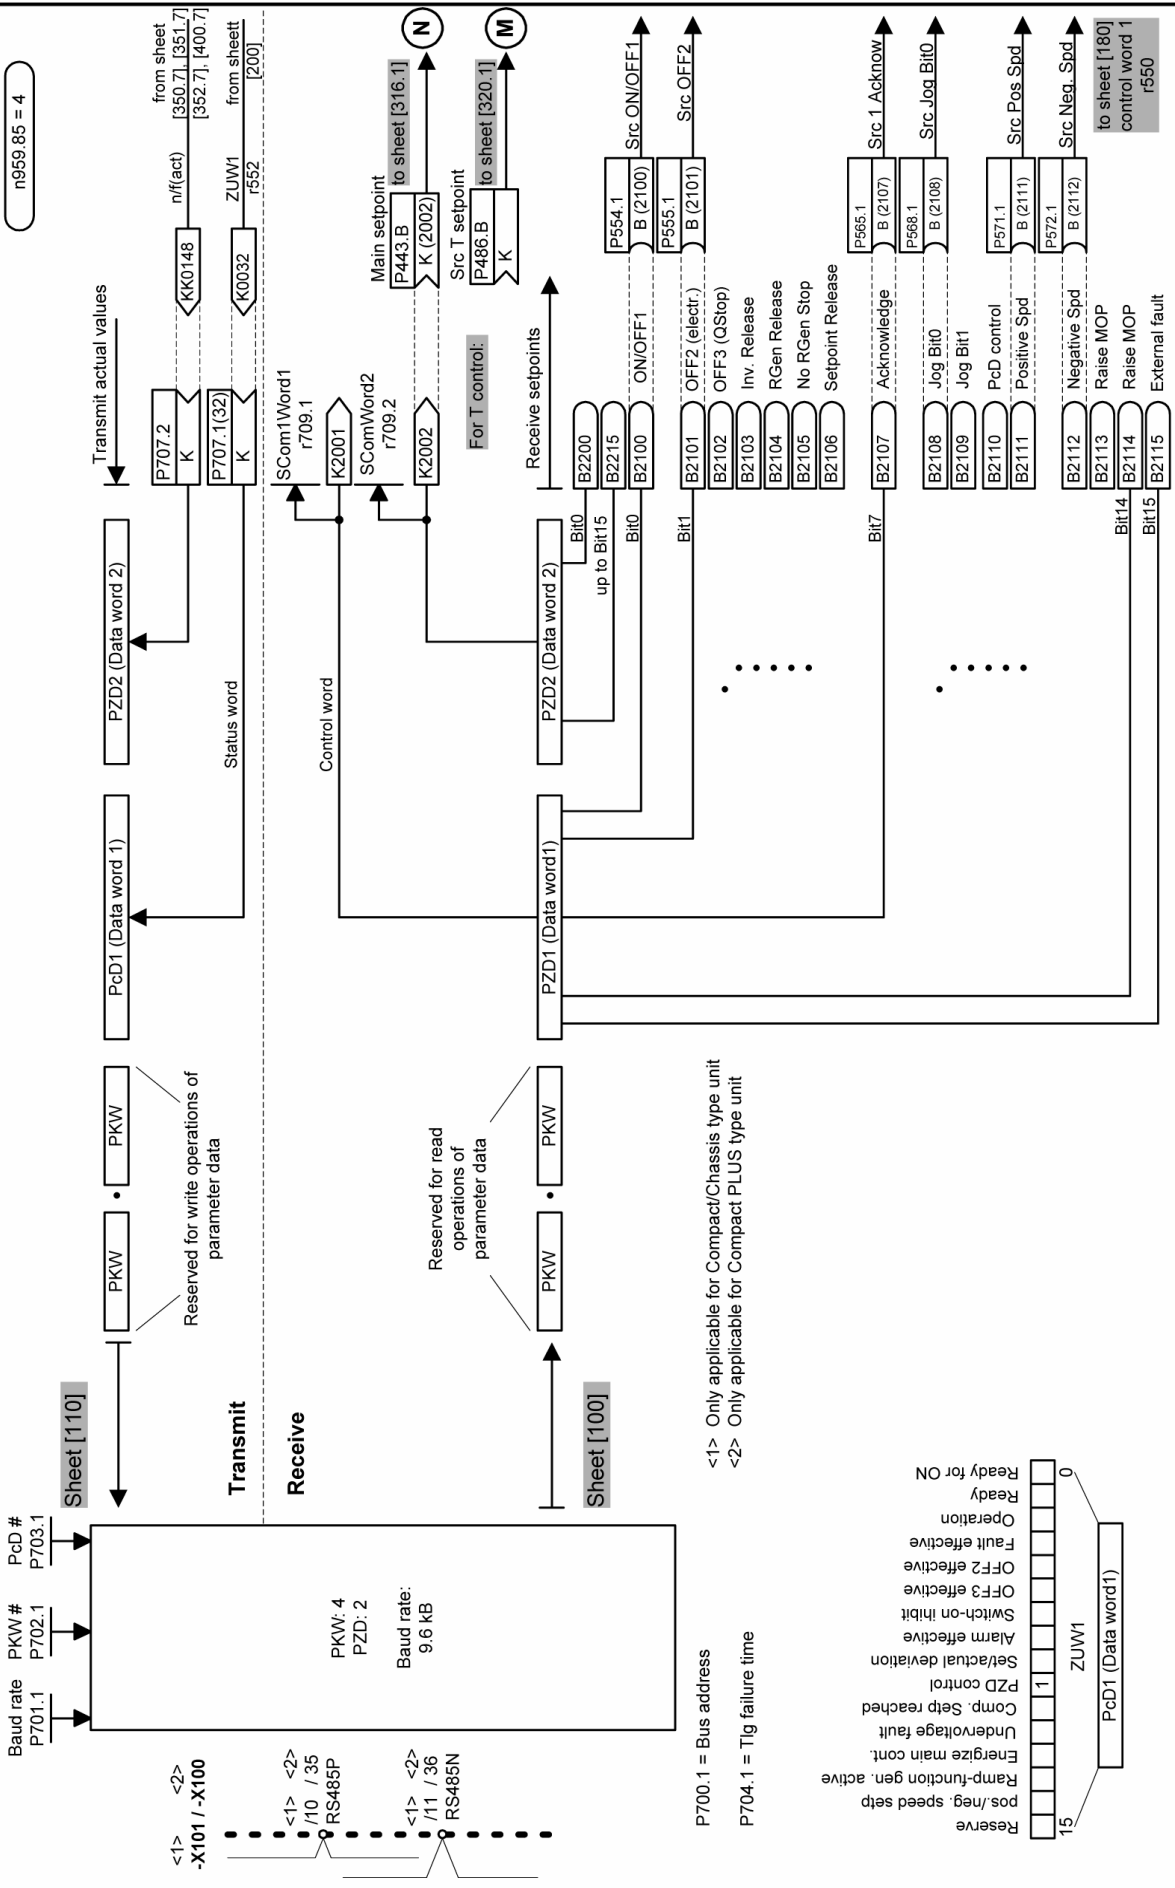 n959.85 = 4
Baud rate
P701.1
PKW #
P702.1
PcD #
P703.1
Sheet [110]
PKW
PKW
Reserved for write operations of
parameter data
PcD1 (Data word 1)
PZD2 (Data word 2)
Transmit actual values
P707.2
K
KK0148
n/f(act)
from sheet
[350.7], [351.7]
[352.7], [400.7]
Status word
P707.1(32)
K
K0032
ZUW1
r552
from sheett
[200]
<1> <2>
-X101 / -X100
<1> <2>
/10 / 35
RS485P
<1> <2>
/11 / 36
RS485N
PKW: 4
PZD: 2
Baud rate:
9.6 kB
Transmit
Receive
Control word
SCom1Word1
r709.1
K2001
SComWord2
r709.2
K2002
Main setpoint
P443.B
K (2002)
to sheet [316.1]
N
For T control:
Src T setpoint
P486.B
K
to sheet [320.1]
M
Reserved for read
operations of
parameter data
PKW
PKW
PZD1 (Data word1)
PZD2 (Data word 2)
Receive setpoints
Sheet [100]
Bit0
B2200
up to Bit15
B2215
Bit0
B2100
ON/OFF1
P554.1
B (2100)
Src ON/OFF1
Bit1
B2101
OFF2 (electr.)
P555.1
B (2101)
Src OFF2
B2102
OFF3 (QStop)
B2103
Inv. Release
B2104
RGen Release
B2105
No RGen Stop
B2106
Setpoint Release
Bit7
B2107
Acknowledge
P565.1
B (2107)
Src 1 Acknow
B2108
Jog Bit0
P568.1
B (2108)
Src Jog Bit0
B2109
Jog Bit1
B2110
PcD control
B2111
Positive Spd
P571.1
B (2111)
Src Pos Spd
B2112
Negative Spd
P572.1
B (2112)
Src Neg. Spd
B2113
Raise MOP
Bit14
B2114
Raise MOP
Bit15
B2115
External fault
to sheet [180]
control word 1
r550
<1> Only applicable for Compact/Chassis type unit
<2> Only applicable for Compact PLUS type unit
P700.1 = Bus address
P704.1 = Tlg failure time
Reserve
pos./neg. speed setp
Ramp-function gen. active
Energize main cont.
Undervoltage fault
Comp. Setp reached
PZD control
Set/actual deviation
Alarm effective
Switch-on ihibit
OFF3 effective
OFF2 effective
Fault effective
Operation
Ready
Ready for ON
1
15
ZUW1
0
PcD1 (Data word1)